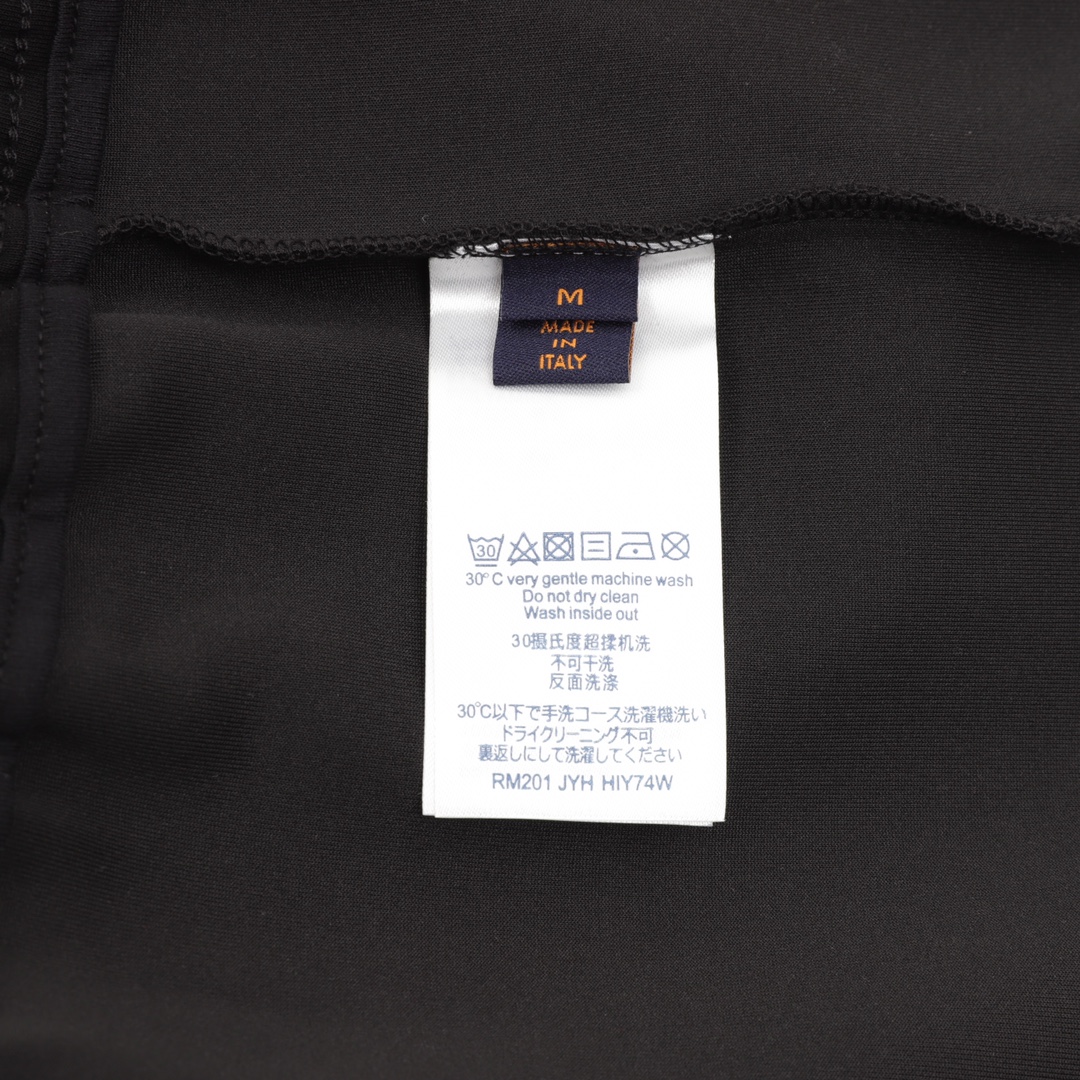 M
MADE
IN
ITALY
30
30°C very gentle machine wash
Do not dry clean
Wash inside out
30摄氏度超揉机洗
不可干洗
反面洗涤
30℃以下で手洗コース洗濯機洗い
ドライクリーニング不可
裏返しにして洗濯してください
RM201 JYH HIY74W